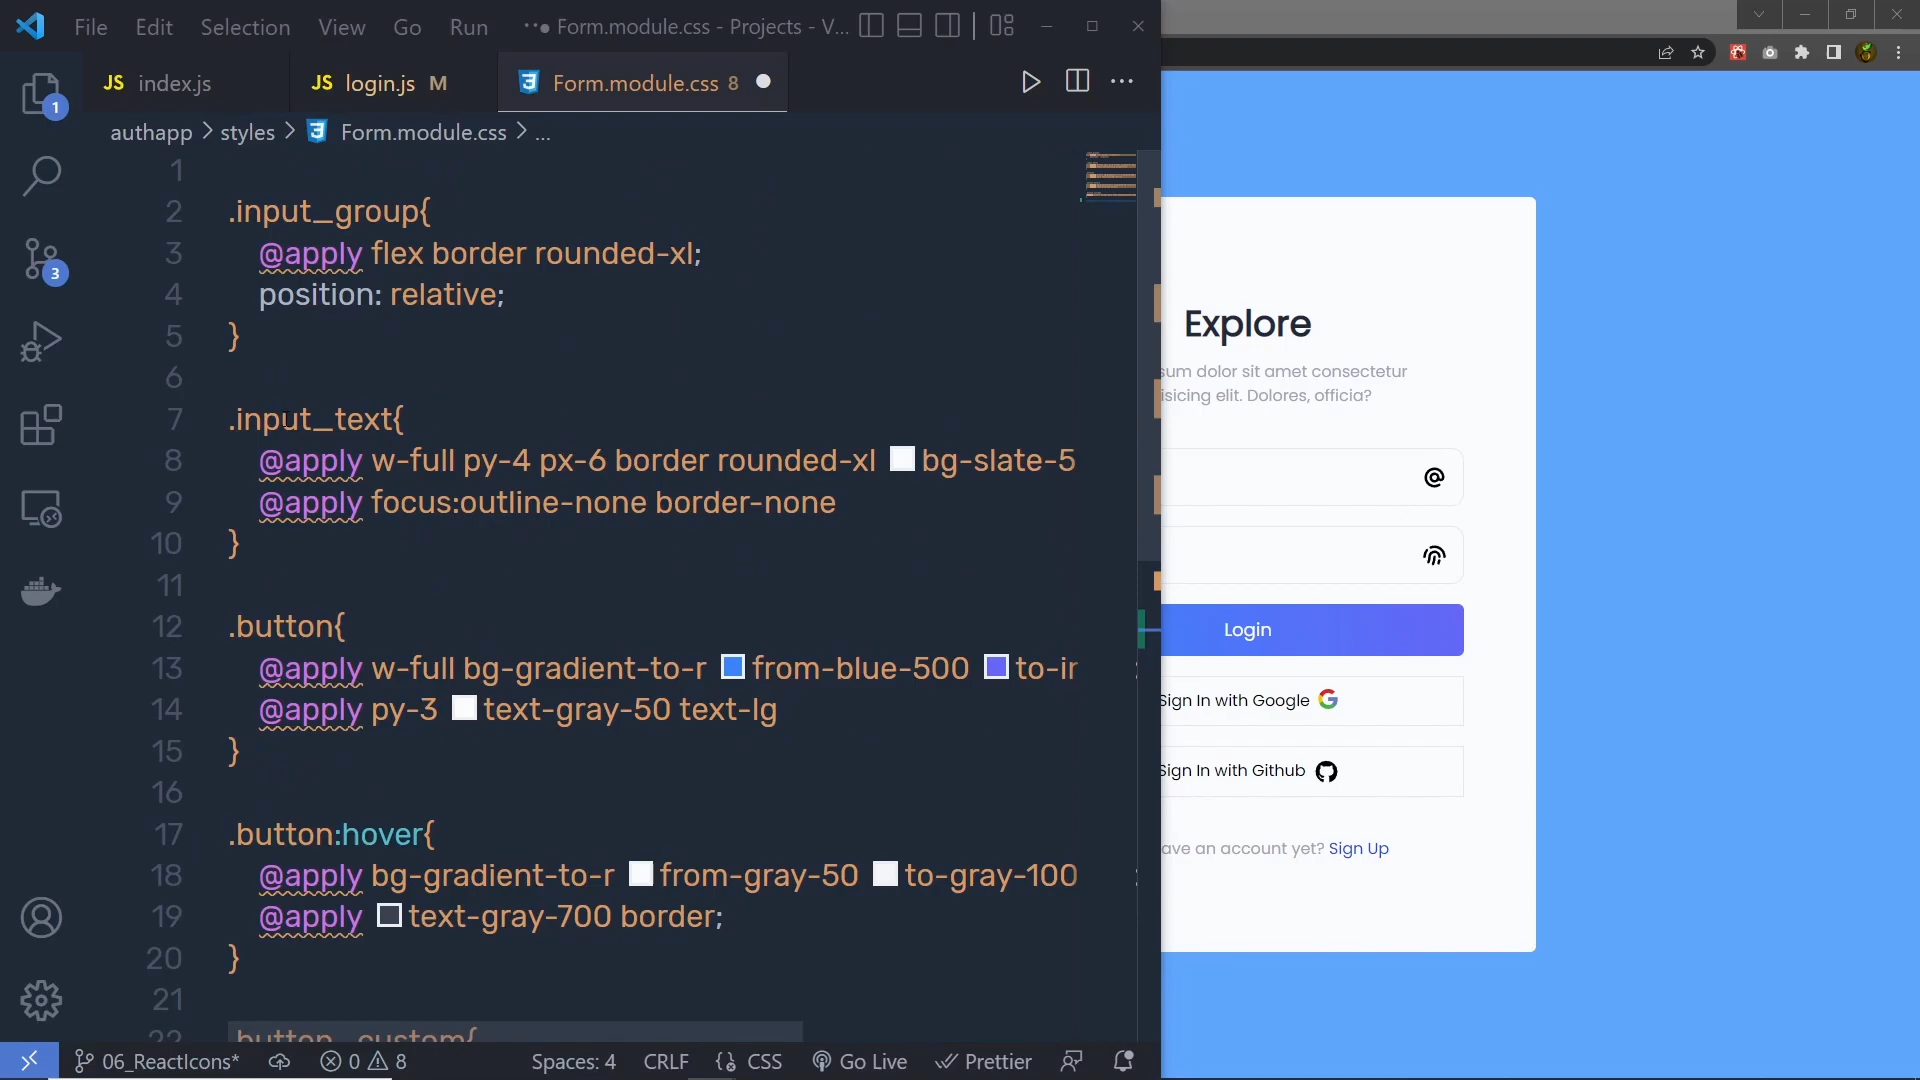 File Edit Selection View Go Run Form.module.css - Projects - V...
JS index.js
JS login.js M
Form.module.css 8
authapp > styles > Form.module.css > ...
1
2 .input_group{
3 @apply flex border rounded-xl;
4 position: relative;
5 }
6
7 .input_text{
8 @apply w-full py-4 px-6 border rounded-xl bg-slate-5
9 @apply focus:outline-none border-none
10 }
11
12 .button{
13 @apply w-full bg-gradient-to-r from-blue-500 to-in
14 @apply py-3 text-gray-50 text-lg
15 }
16
17 .button:hover{
18 @apply bg-gradient-to-r from-gray-50 to-gray-100
19 @apply text-gray-700 border;
20 }
21
22 .button_custom{
1
3
06_ReactIcons* 0 8 Spaces: 4 CRLF {} CSS Go Live Prettier
Explore
sum dolor sit amet consectetur
isicing elit. Dolores, officia?
Login
Sign In with Google
Sign In with Github
ave an account yet? Sign Up